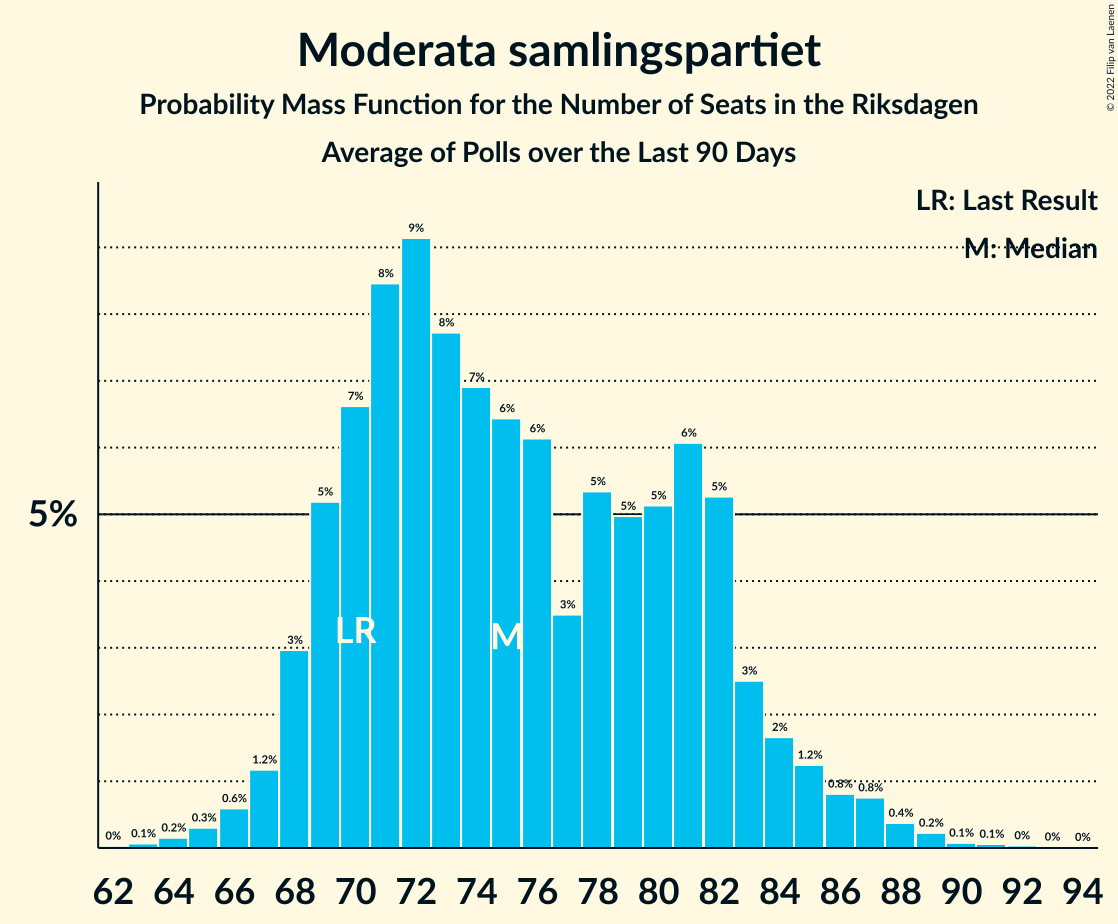 Moderata samlingspartiet
Probability Mass Function for the Number of Seats in the Riksdagen
Average of Polls over the Last 90 Days
© 2022 Filip van Laenen
LR: Last Result
M: Median
5%
0% 0.1% 0.2% 0.3% 0.6% 1.2% 3% 5% 7% 8% 9% 8% 7% 6% 6% 3% 5% 5% 5% 6% 5% 3% 2% 1.2% 0.8% 0.8% 0.4% 0.2% 0.1% 0.1% 0% 0% 0%
LR M
62 64 66 68 70 72 74 76 78 80 82 84 86 88 90 92 94